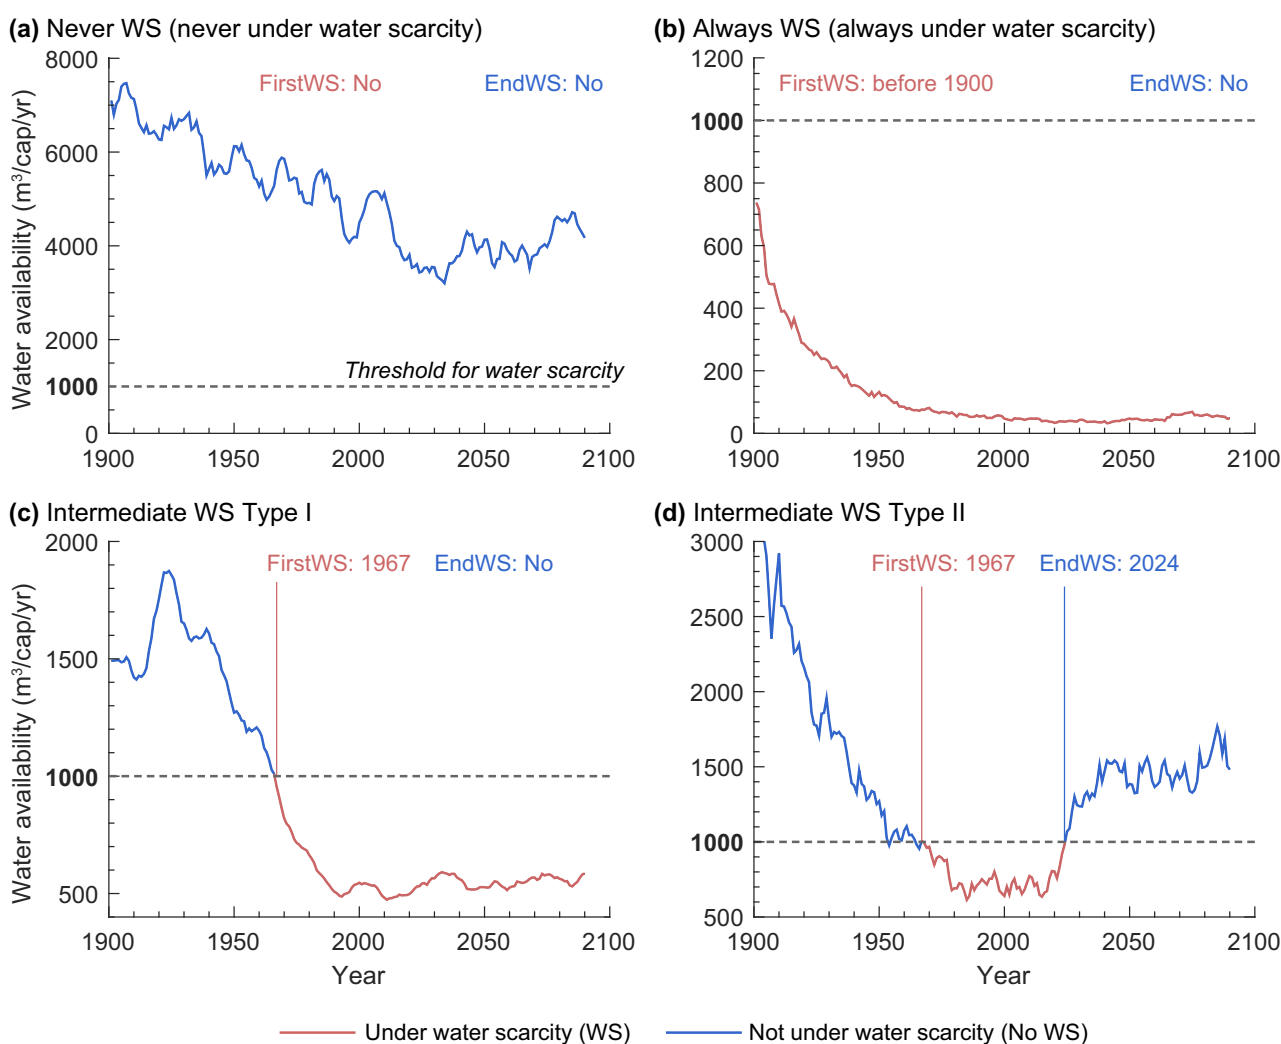 (a) Never WS (never under water scarcity)
Water availability (m³/cap/yr)
8000
6000
4000
2000
1000
0
FirstWS: No
EndWS: No
Threshold for water scarcity
1900
1950
2000
2050
2100
(b) Always WS (always under water scarcity)
1200
1000
800
600
400
200
0
FirstWS: before 1900
EndWS: No
1900
1950
2000
2050
2100
(c) Intermediate WS Type I
Water availability (m³/cap/yr)
2000
1500
1000
500
FirstWS: 1967
EndWS: No
1900
1950
2000
2050
2100
Year
(d) Intermediate WS Type II
3000
2500
2000
1500
1000
500
FirstWS: 1967
EndWS: 2024
1900
1950
2000
2050
2100
Year
Under water scarcity (WS)
Not under water scarcity (No WS)